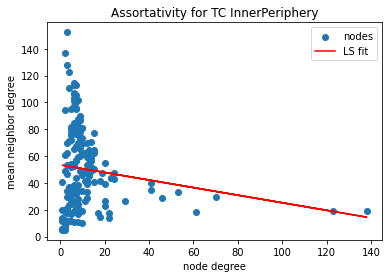 Assortativity for TC InnerPeriphery
nodes
LS fit
mean neighbor degree
140
120
100
80
60
40
20
0
0 20 40 60 80 100 120 140
node degree